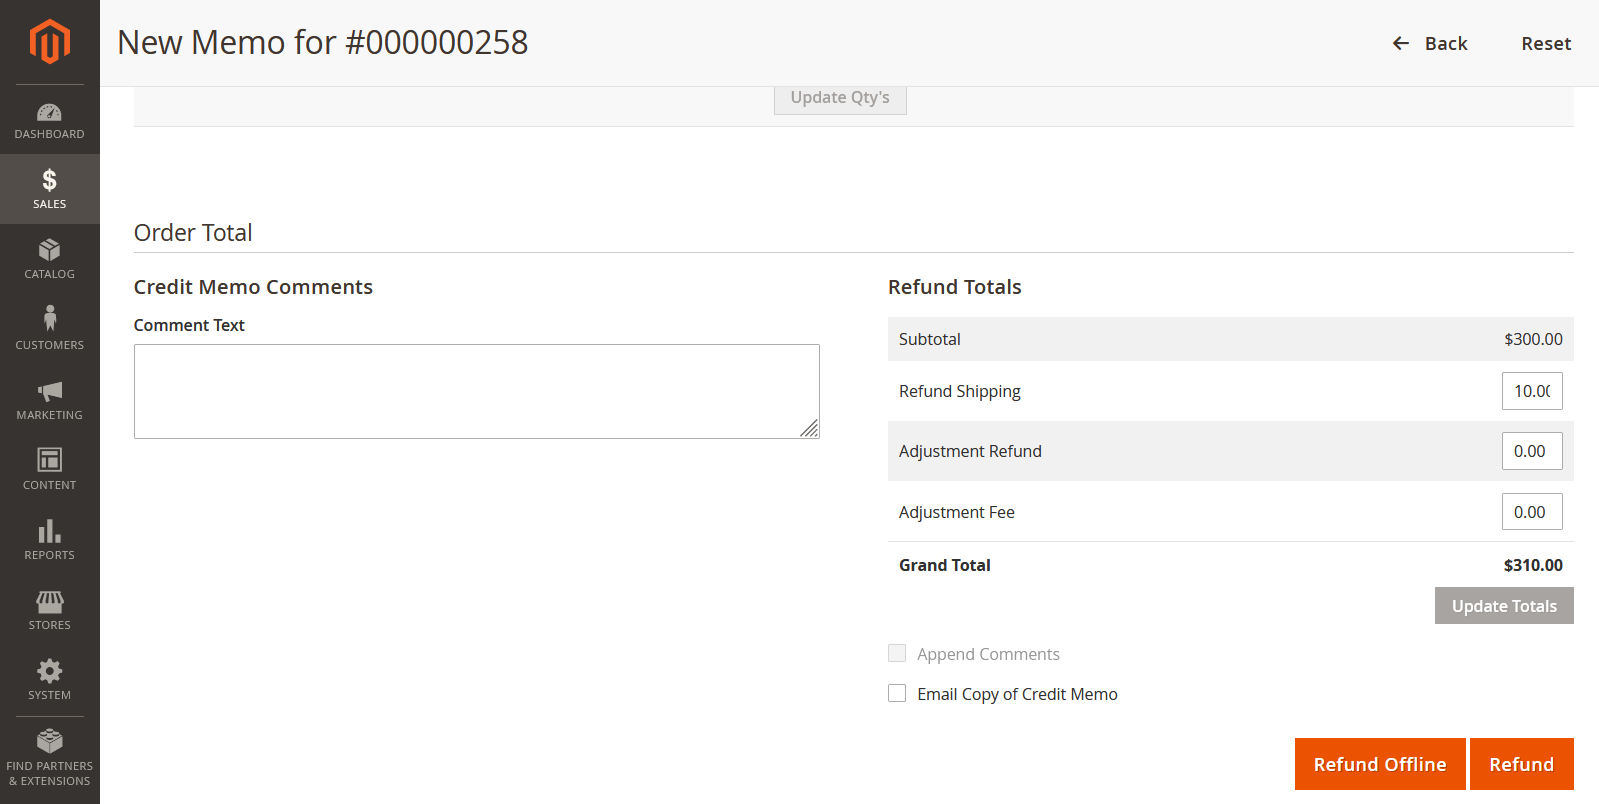 New Memo for #000000258
Back
Reset
DASHBOARD
SALES
CATALOG
CUSTOMERS
MARKETING
CONTENT
REPORTS
STORES
SYSTEM
FIND PARTNERS
& EXTENSIONS
Update Qty's
Order Total
Credit Memo Comments
Comment Text
Refund Totals
Subtotal $300.00
Refund Shipping 10.00
Adjustment Refund 0.00
Adjustment Fee 0.00
Grand Total $310.00
Update Totals
Append Comments
Email Copy of Credit Memo
Refund Offline
Refund